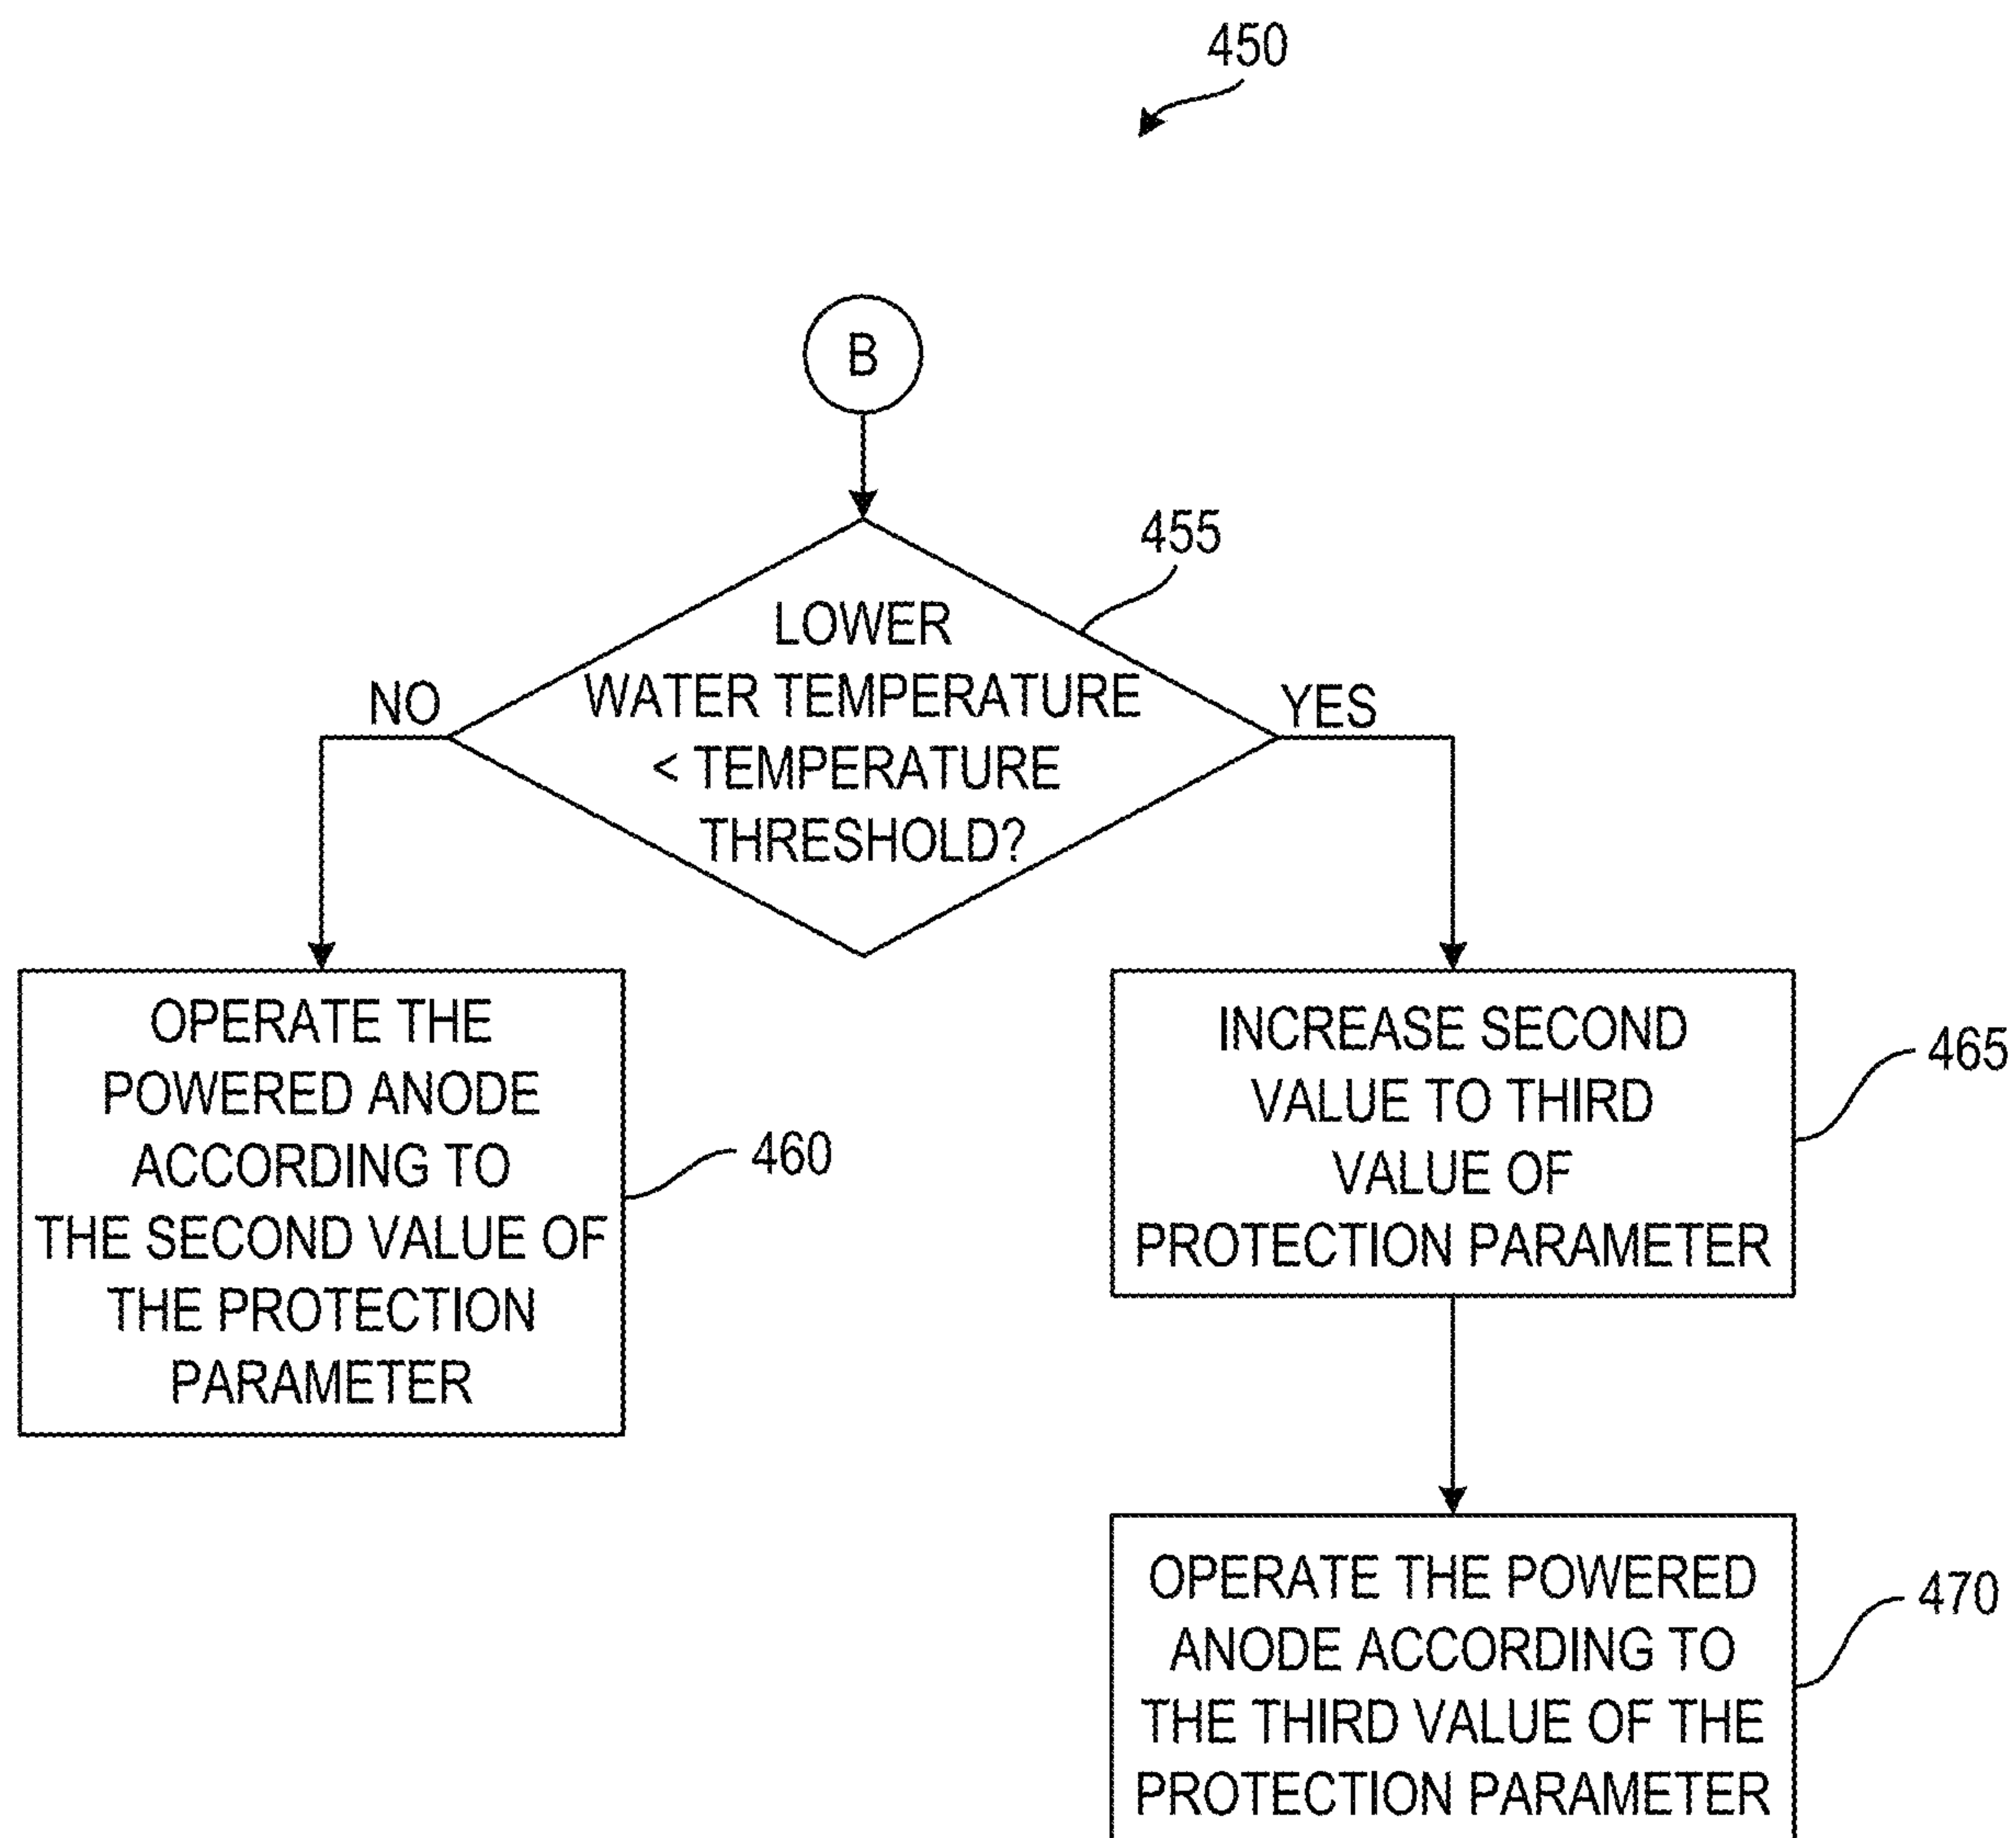 450
B
455
LOWER
WATER TEMPERATURE
< TEMPERATURE
THRESHOLD?
NO
YES
OPERATE THE
POWERED ANODE
ACCORDING TO
THE SECOND VALUE OF
THE PROTECTION
PARAMETER
460
INCREASE SECOND
VALUE TO THIRD
VALUE OF
PROTECTION PARAMETER
465
OPERATE THE POWERED
ANODE ACCORDING TO
THE THIRD VALUE OF THE
PROTECTION PARAMETER
470